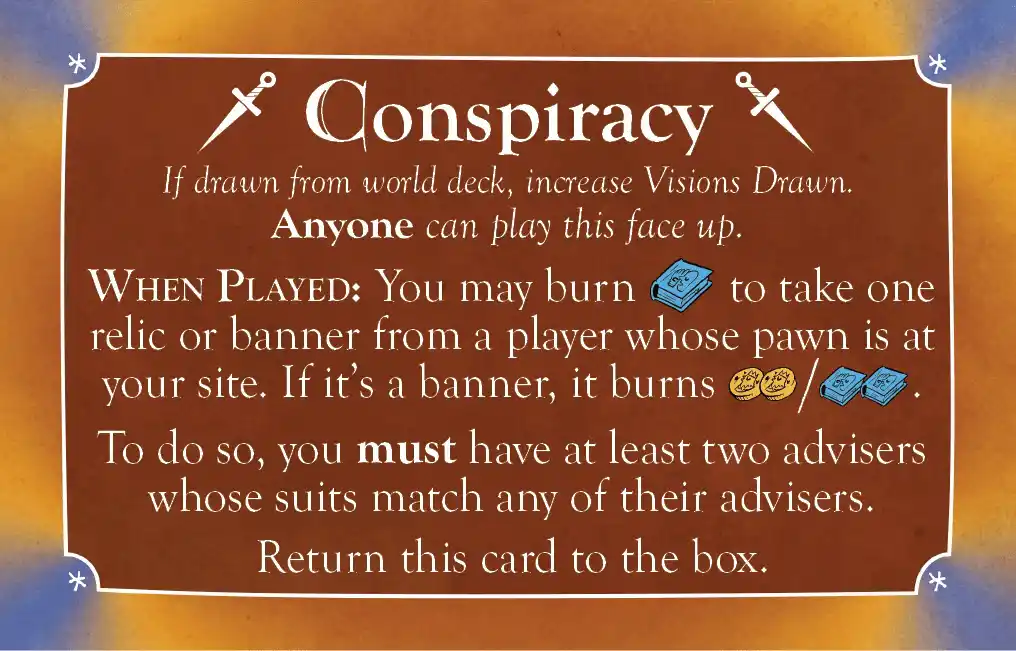 Conspiracy
If drawn from world deck, increase Visions Drawn.
Anyone can play this face up.
When Played: You may burn to take one
relic or banner from a player whose pawn is at
your site. If it's a banner, it burns / .
To do so, you must have at least two advisers
whose suits match any of their advisers.
Return this card to the box.